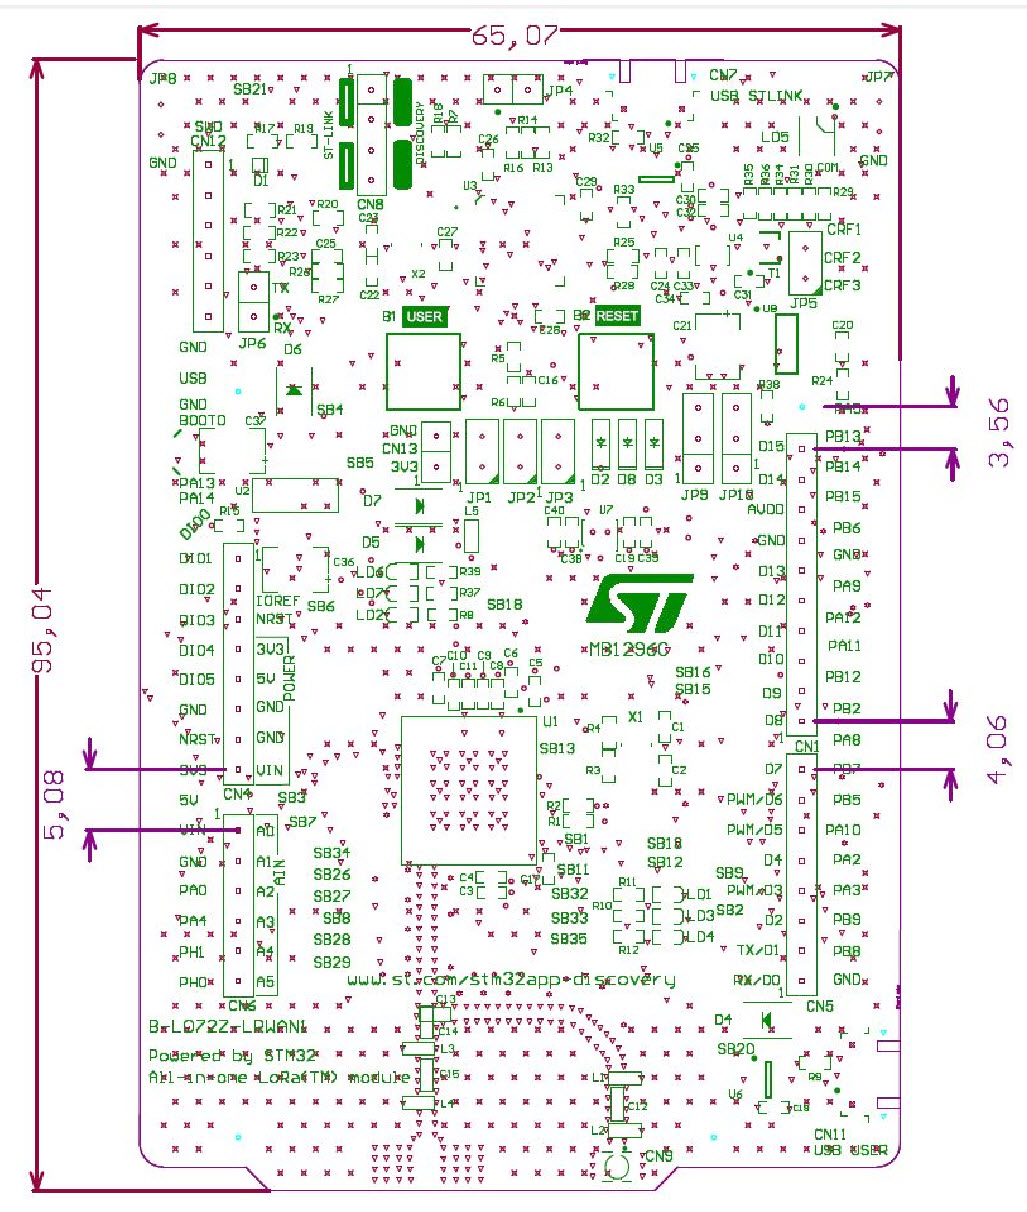 65,07
JP8
SB21
1
JP4
CN7
JP7
USB STLINK
ST-LINK
DISCOVERY
R18
R7
R14
SWD
CN12
R17
R19
C26
R32
U5
C25
LD5
COM
GND
1
D1
R16 R13
GND
CN8
U3
C29
R33
C30
C32
R35
R36
R34
R31
R30
R29
R21
R20
C23
R22
C27
R25
U4
CRF1
R23
C25
R26
R27
C22
X2
R28
C24 C33
C34
T1
C31
CRF2
CRF3
JP5
TX
RX
JP6
B1 USER
C28
RESET
C21
U9
C20
GND
D6
R5
USB
R6
C16
R38
R24
GND
SB4
BOOT0
C37
GND
CN13
3V3
SB5
1
JP1
JP2
JP3
D2 D8 D3
JP9
JP10
PB13
D15
PB14
D14
3,56
PA13
PA14
U2
D7
L5
C40
U7
AVDD
PB15
DIO0
R15
D5
C38
C19
PB6
GND
DIO1
1
C36
LD6
R39
DIO2
IOREF
SB6
LD7
R37
SB18
D13
PA9
DIO3
NRST
LD2
R8
D12
PA12
DIO4
3V3
POWER
MB1296C
D11
PA11
D10
95,04
DIO5
5V
C7 C10 C11 C9 C8 C6 C5
SB16
SB15
D9
PB12
GND
GND
U1
R4
X1
C1
D8
PB2
NRST
GND
SB13
CN1
PA8
4,06
3V3
VIN
R3
C2
D7
PB7
CN4
SB3
5V
5,08
PWM/D6
PB5
1
SB7
R2
R1
VIN
A0
SB1
SB12
PWM/D5
PA10
GND
A1
AIN
SB34
SB26
C4
C3
SB11
SB9
D4
PA2
PA0
A2
SB27
SB32
R11
LD1
PWM/D3
PA3
PA4
A3
SB8
SB33
R10
LD3
SB2
D2
PB9
PH1
A4
SB28
SB35
R12
LD4
TX/D1
PB8
PH0
A5
SB29
www.st.com/stm32app-discovery
RX/D0
GND
CN6
C13
1
CN5
B-L072Z-LRWAN1
C14
D4
Powered by STM32
L3
SB20
All-in-one LoRa(TM) module
C15
L1
R9
L4
C12
U6
L2
CN11
CN9
USB USER